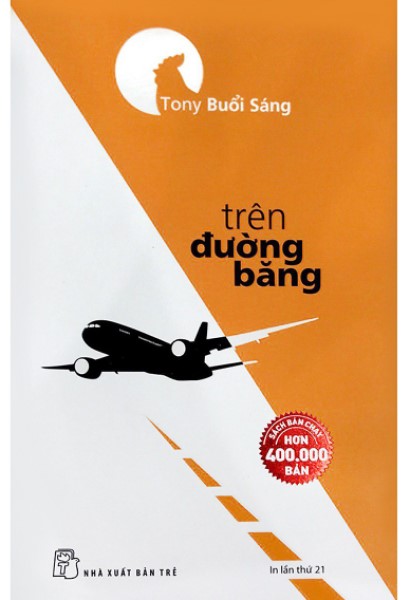 Tony Buổi Sáng
trên
đường
băng
SÁCH BÁN CHẠY
HƠN
400.000
BẢN
NHÀ XUẤT BẢN TRẺ
In lần thứ 21